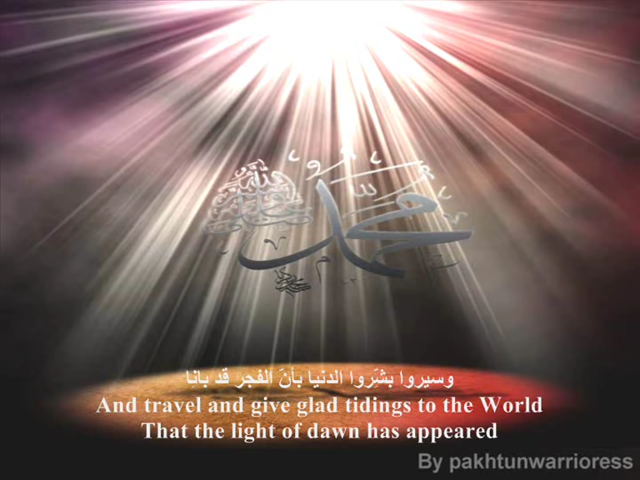 محمد
وسيروا بشّروا الدنيا بأنّ الفجر قد بانا
And travel and give glad tidings to the World
That the light of dawn has appeared
By pakhtunwarrioress